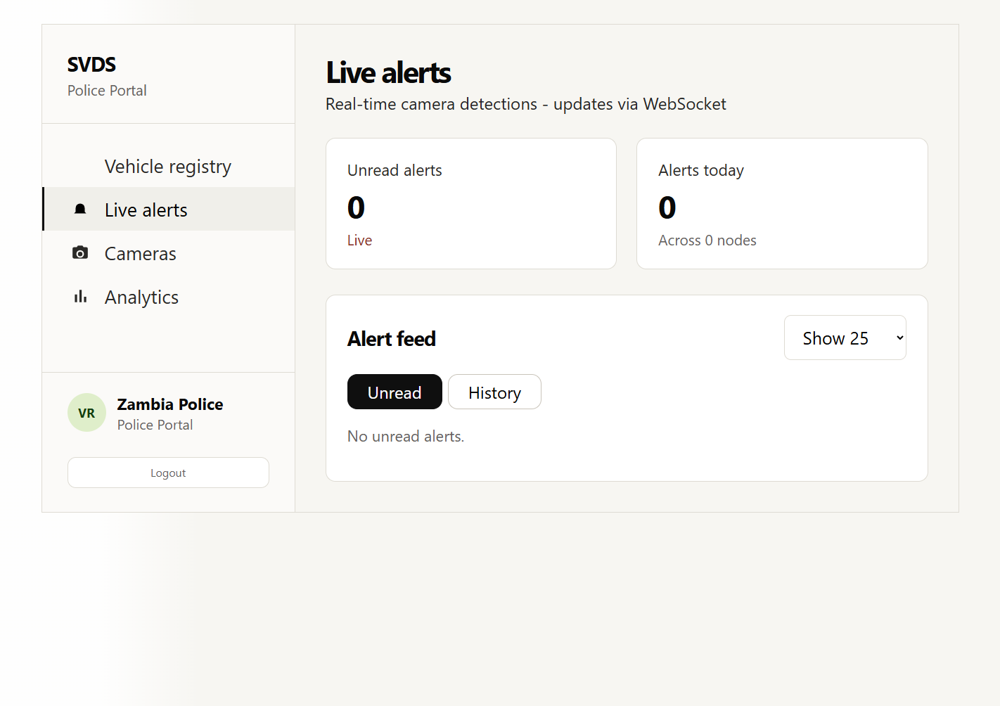 SVDS
Police Portal
Vehicle registry
Live alerts
Cameras
Analytics
VR
Zambia Police
Police Portal
Logout
Live alerts
Real-time camera detections - updates via WebSocket
Unread alerts
0
Live
Alerts today
0
Across 0 nodes
Alert feed
Show 25
Unread
History
No unread alerts.